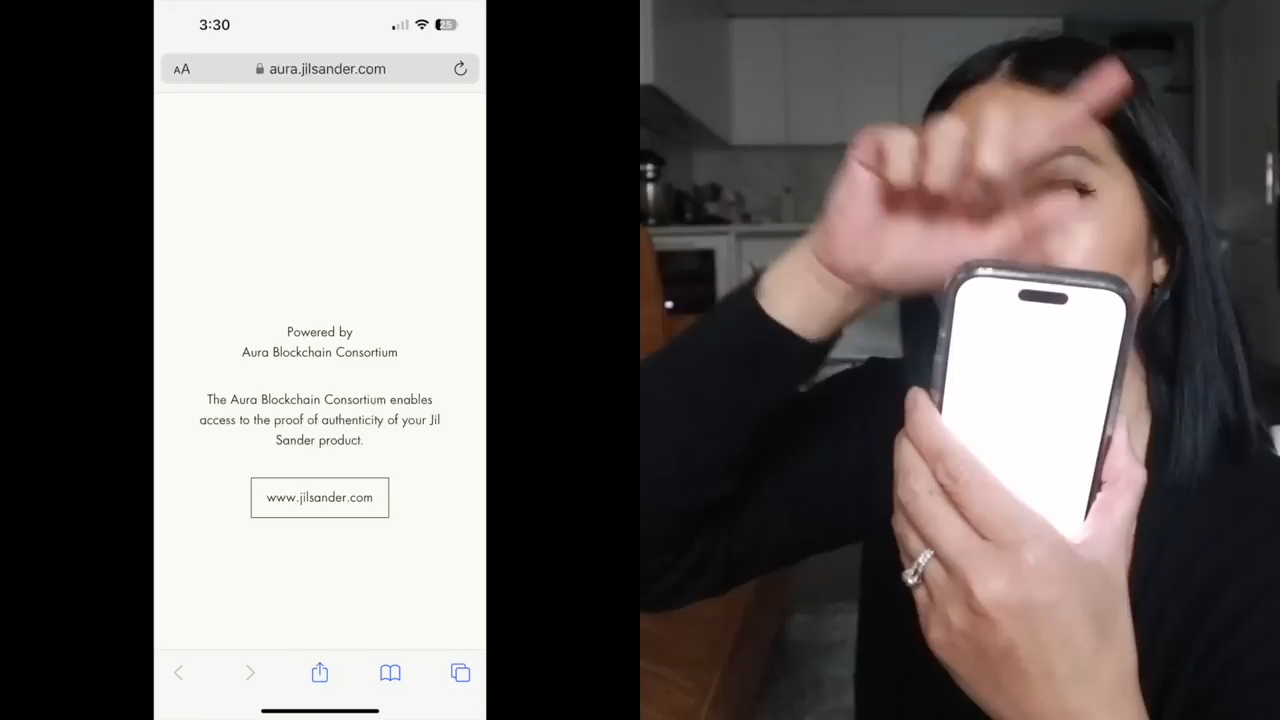 3:30
25
AA
aura.jilsander.com
Powered by
Aura Blockchain Consortium
The Aura Blockchain Consortium enables
access to the proof of authenticity of your Jil
Sander product.
www.jilsander.com